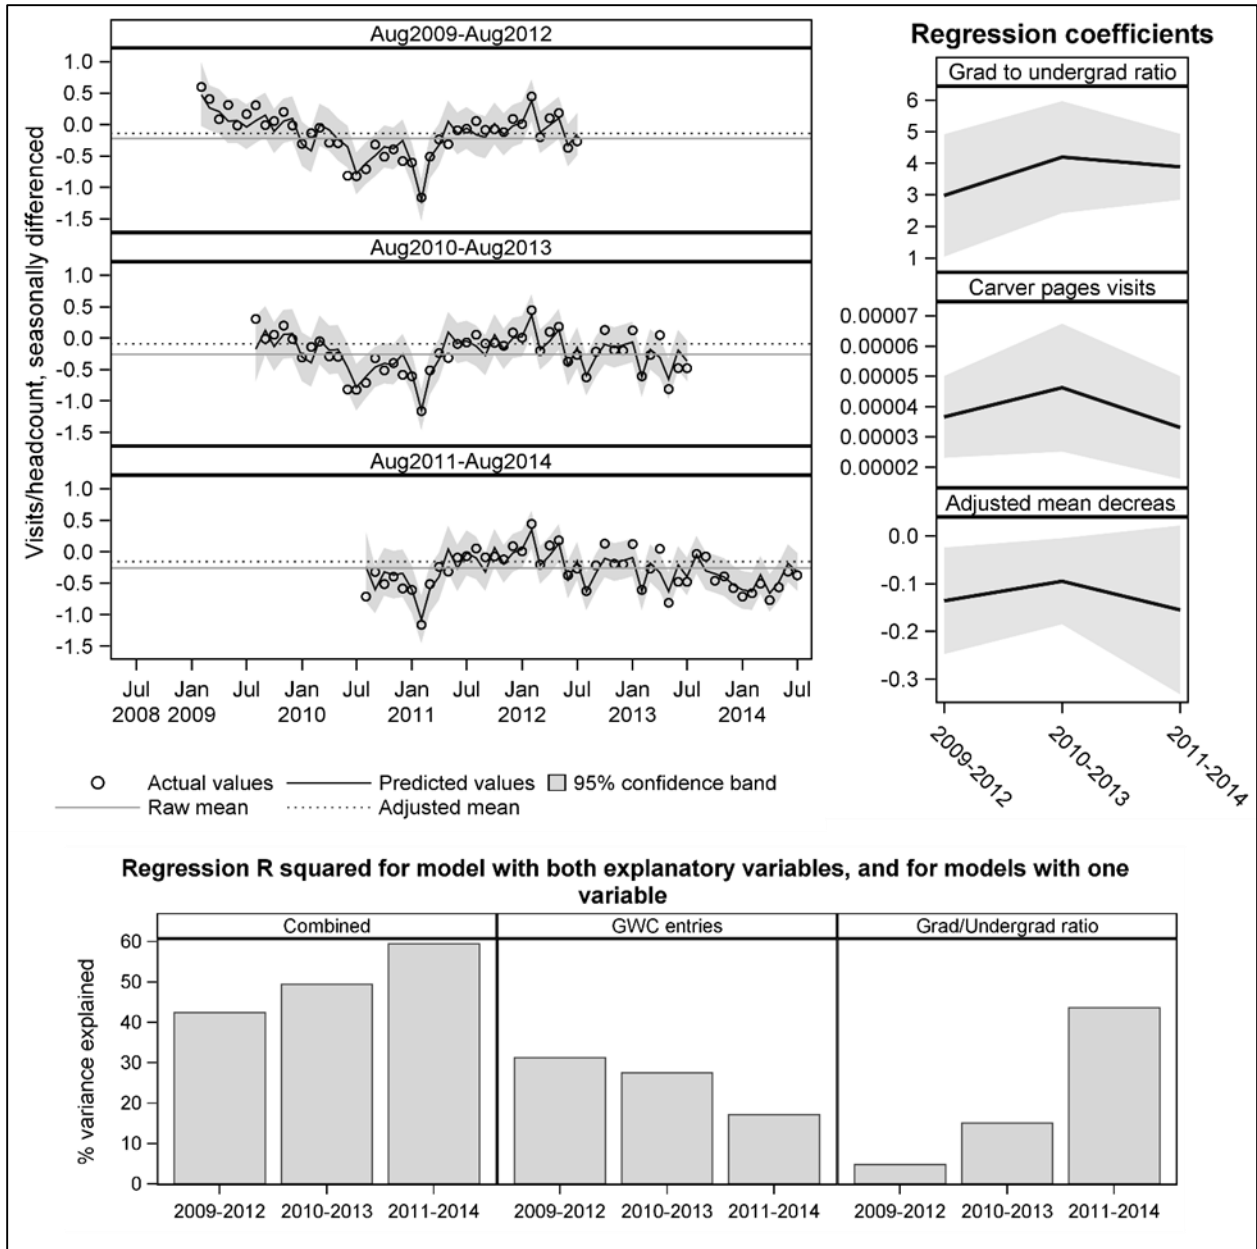 Aug2009-Aug2012
1.0
0.5
0.0
-0.5
-1.0
-1.5
Aug2010-Aug2013
1.0
0.5
0.0
-0.5
-1.0
-1.5
Aug2011-Aug2014
1.0
0.5
0.0
-0.5
-1.0
-1.5
Visits/headcount, seasonally differenced
Jul Jan Jul Jan Jul Jan Jul Jan Jul Jan Jul Jan Jul
2008 2009 2010 2011 2012 2013 2014
Actual values Predicted values 95% confidence band
Raw mean Adjusted mean
Regression coefficients
Grad to undergrad ratio
6
5
4
3
2
1
Carver pages visits
0.00007
0.00006
0.00005
0.00004
0.00003
0.00002
Adjusted mean decreas
0.0
-0.1
-0.2
-0.3
2009-2012
2010-2013
2011-2014
Regression R squared for model with both explanatory variables, and for models with one
variable
Combined GWC entries Grad/Undergrad ratio
% variance explained
60
50
40
30
20
10
0
2009-2012 2010-2013 2011-2014 2009-2012 2010-2013 2011-2014 2009-2012 2010-2013 2011-2014